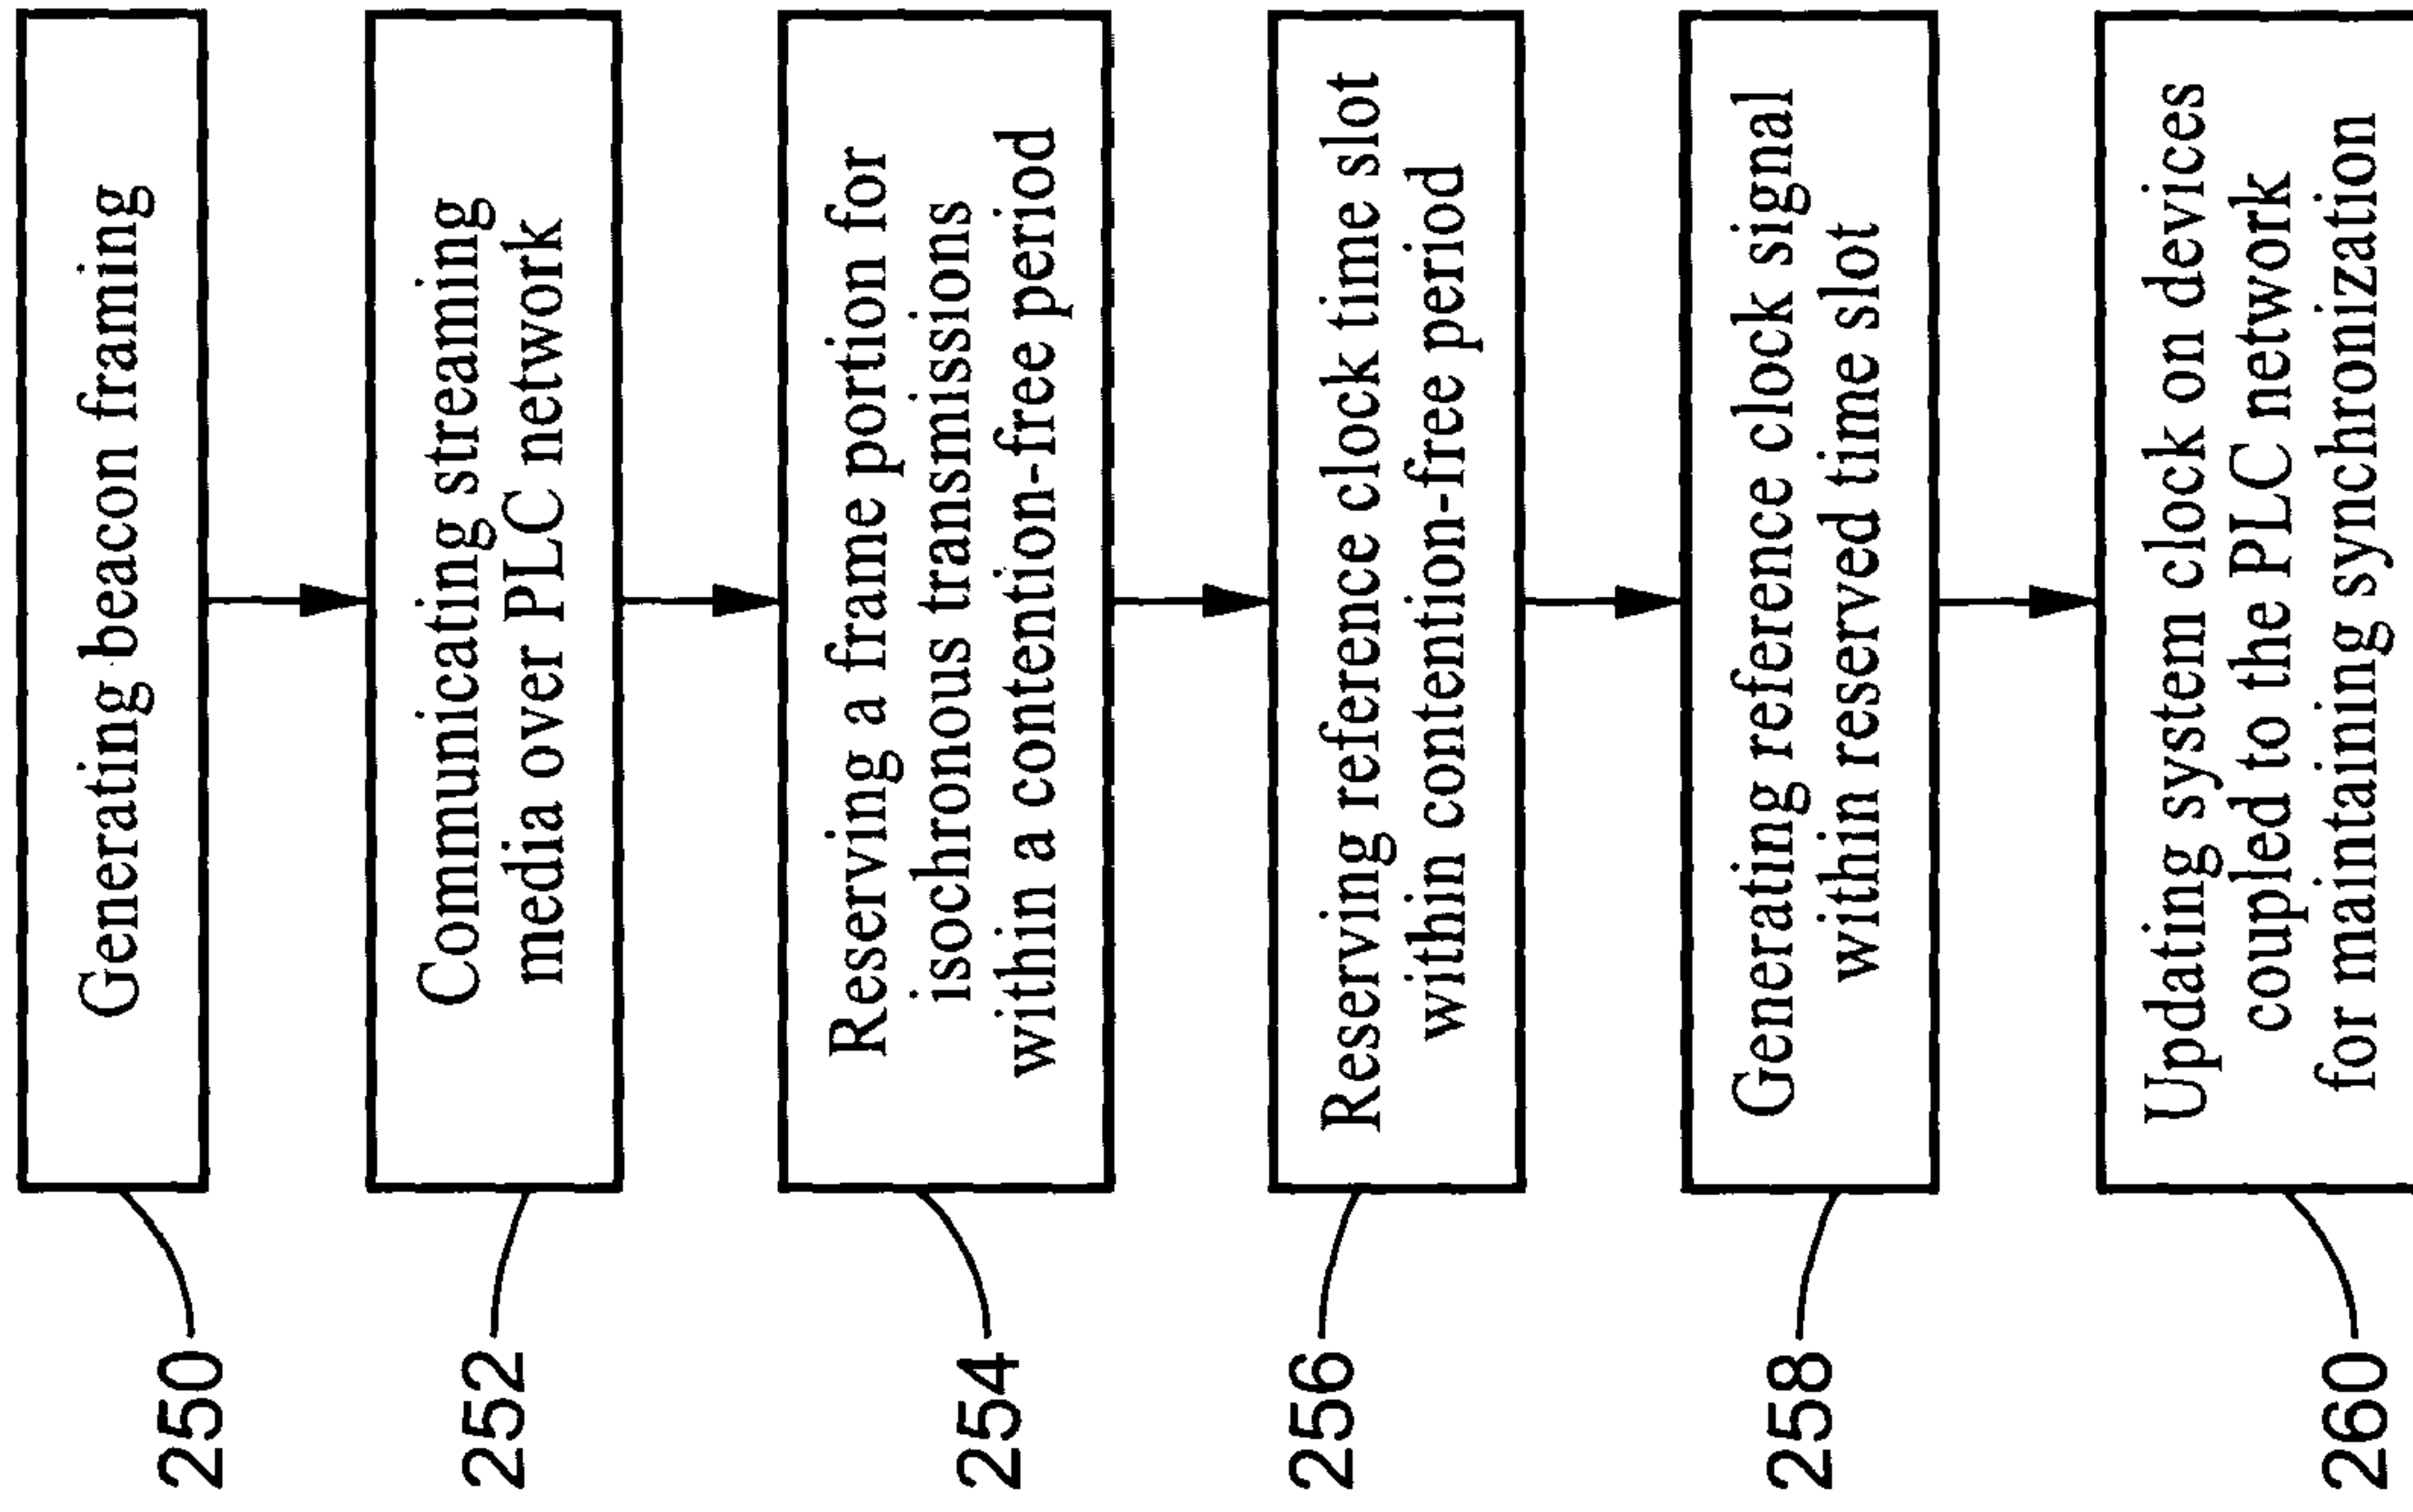 250
Generating beacon framing
252
Communicating streaming
media over PLC network
254
Reserving a frame portion for
isochronous transmissions
within a contention-free period
256
Reserving reference clock time slot
within contention-free period
258
Generating reference clock signal
within reserved time slot
260
Updating system clock on devices
coupled to the PLC network
for maintaining synchronization